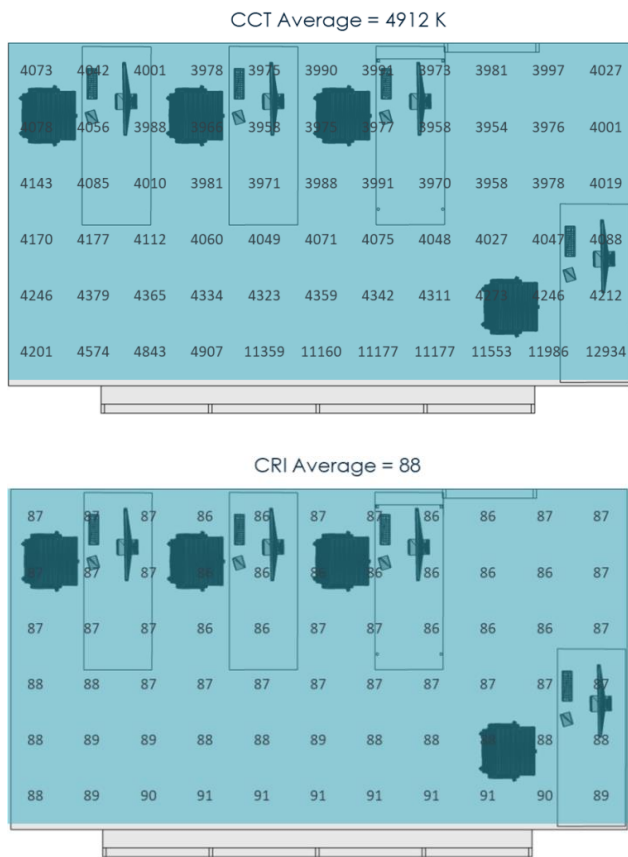 CCT Average = 4912 K
4073 4042 4001 3978 3975 3990 3991 3973 3981 3997 4027
4078 4056 3988 3966 3958 3975 3977 3958 3954 3976 4001
4143 4085 4010 3981 3971 3988 3991 3970 3958 3978 4019
4170 4177 4112 4060 4049 4071 4075 4048 4027 4047 4088
4246 4379 4365 4334 4323 4359 4342 4311 4273 4246 4212
4201 4574 4843 4907 11359 11160 11177 11177 11553 11986 12934
CRI Average = 88
87 87 87 86 86 87 87 86 86 87 87
87 87 87 86 86 86 86 86 86 86 87
87 87 87 86 86 87 87 86 86 86 87
88 88 87 87 87 87 87 87 87 87 87
88 89 89 88 88 89 88 88 88 88 88
88 89 90 91 91 91 91 91 91 90 89